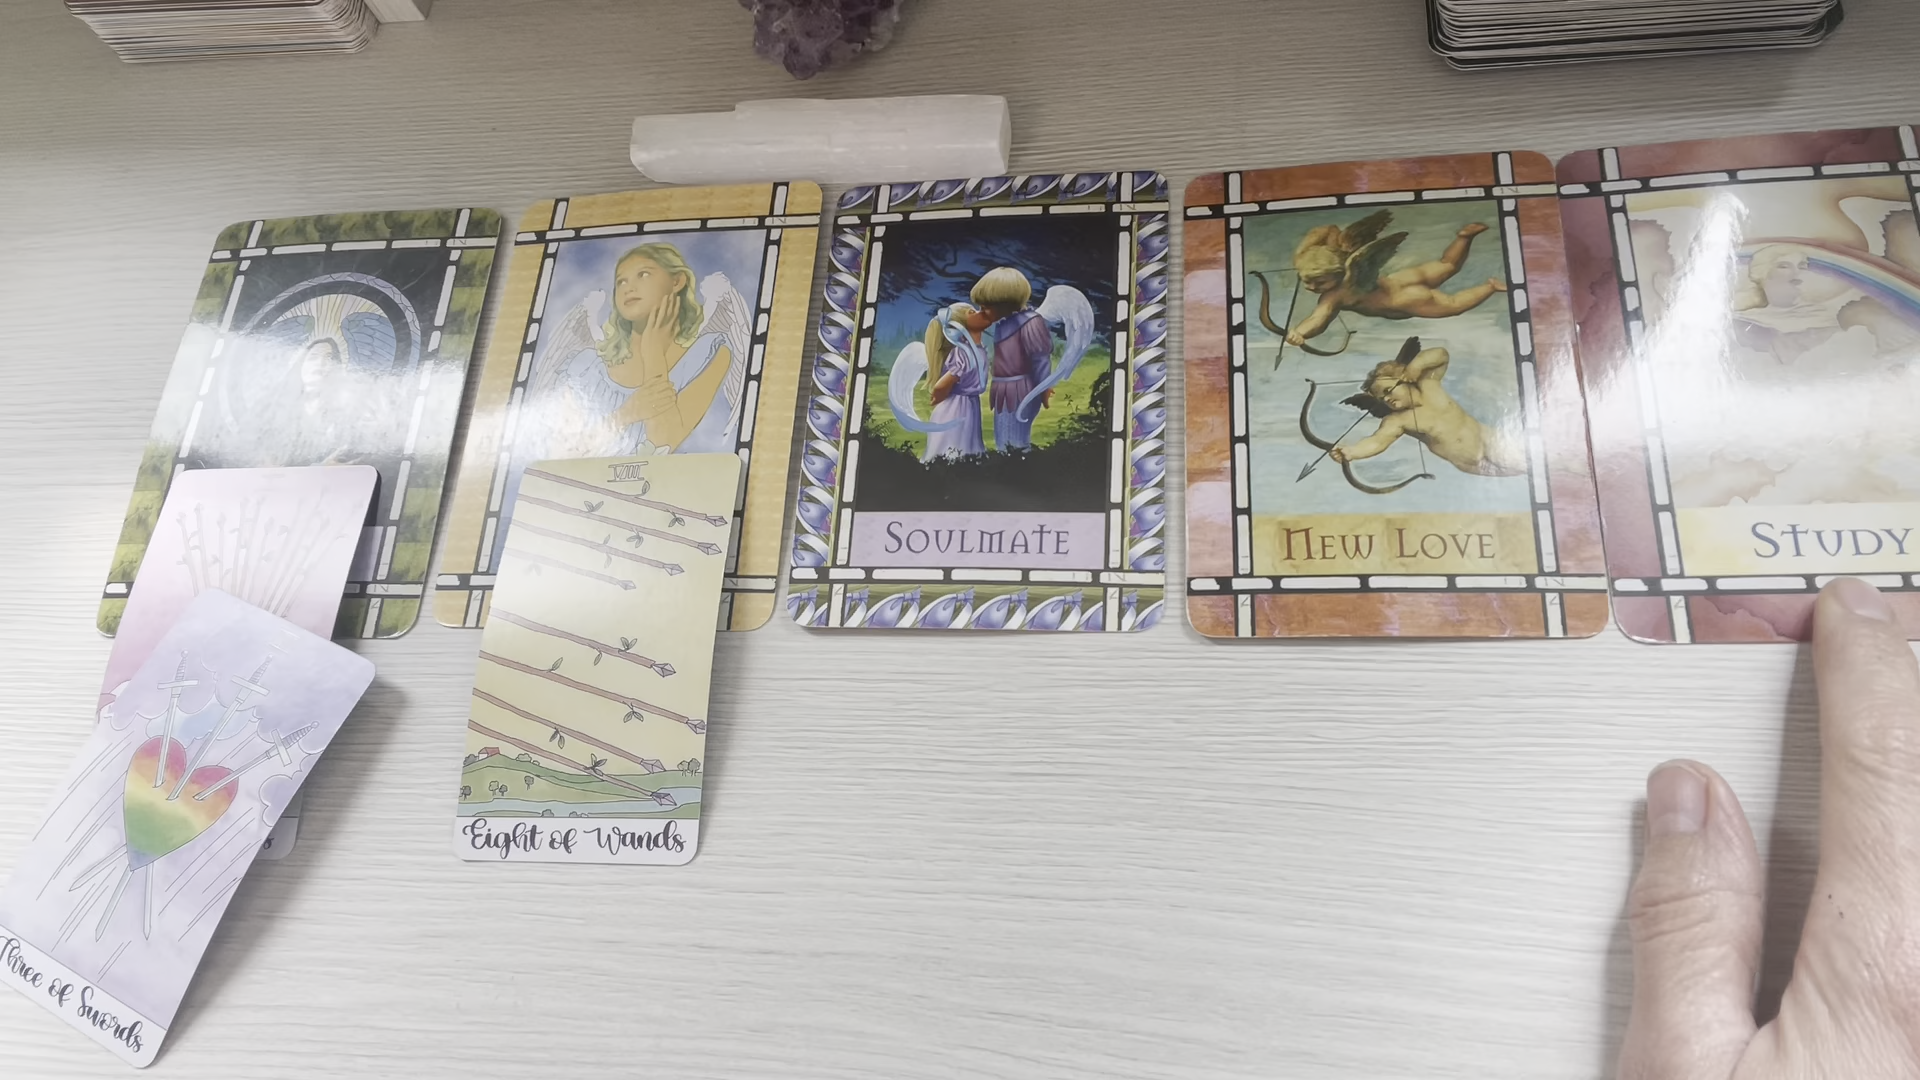 SOULMATE
NEW LOVE
STUDY
VIII
Eight of Wands
s
Three of Swords